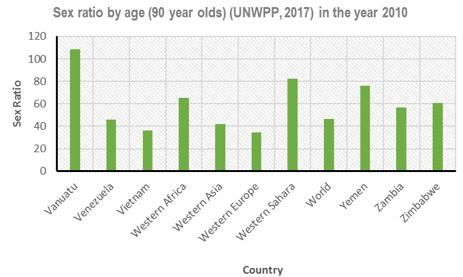 Sex ratio by age (90 year olds) (UNWPP, 2017) in the year 2010
120
100
80
60
40
20
0
Sex Ratio
Vanuatu
Venezuela
Vietnam
Western Africa
Western Asia
Western Europe
Western Sahara
World
Yemen
Zambia
Zimbabwe
Country